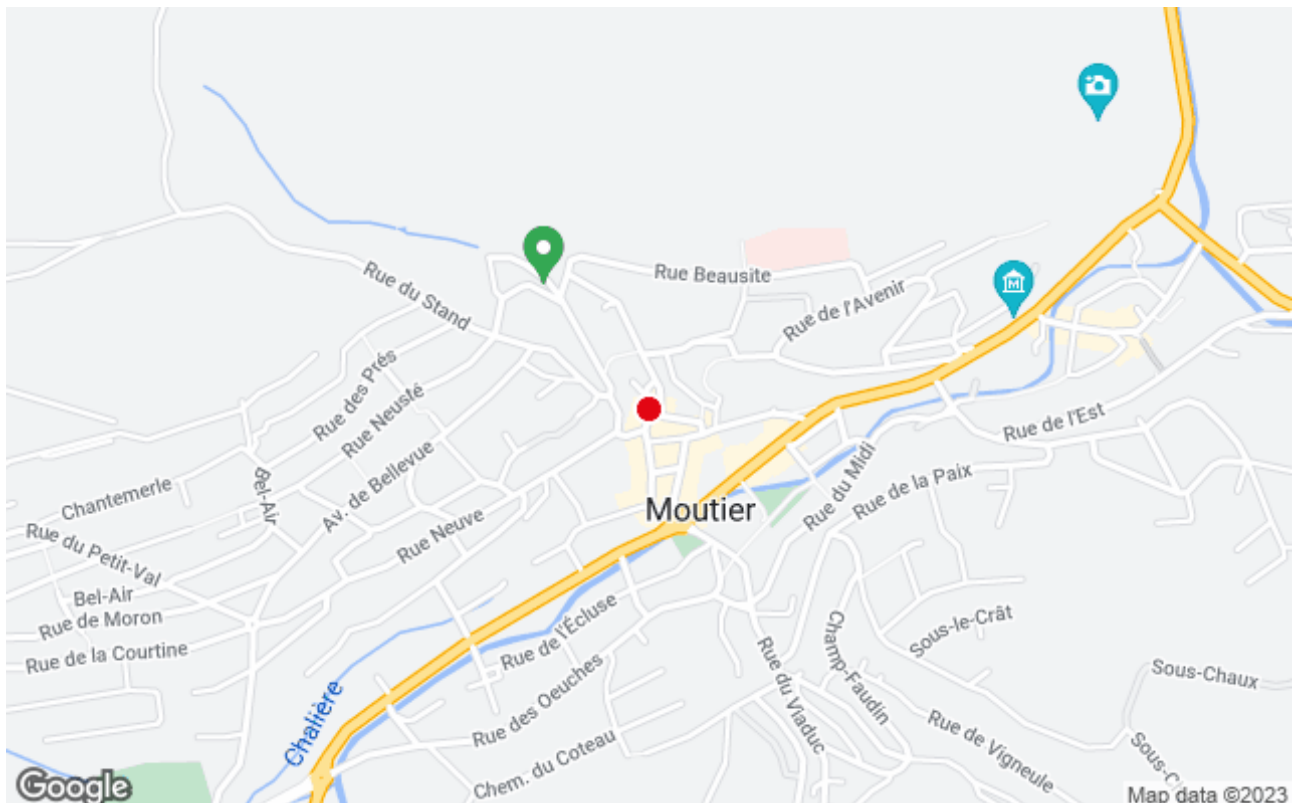 Rue Beausite
Rue du Stand
Rue de l'Avenir
Rue des Prés
Rue Neusté
Rue de l'Est
Av. de Bellevue
Bel-Air
Rue du Midi
Rue de la Paix
Chantemerle
Moutier
Rue Neuve
Rue du Petit-Val
Bel-Air
Rue de Moron
Rue de la Courtine
Rue de l'Écluse
Sous-le-Crât
Champ-Faudin
Rue du Viaduc
Sous-Chaux
Rue des Oeuches
Chalière
Rue de Vigneule
Chem. du Coteau
M
Google
Map data ©2023